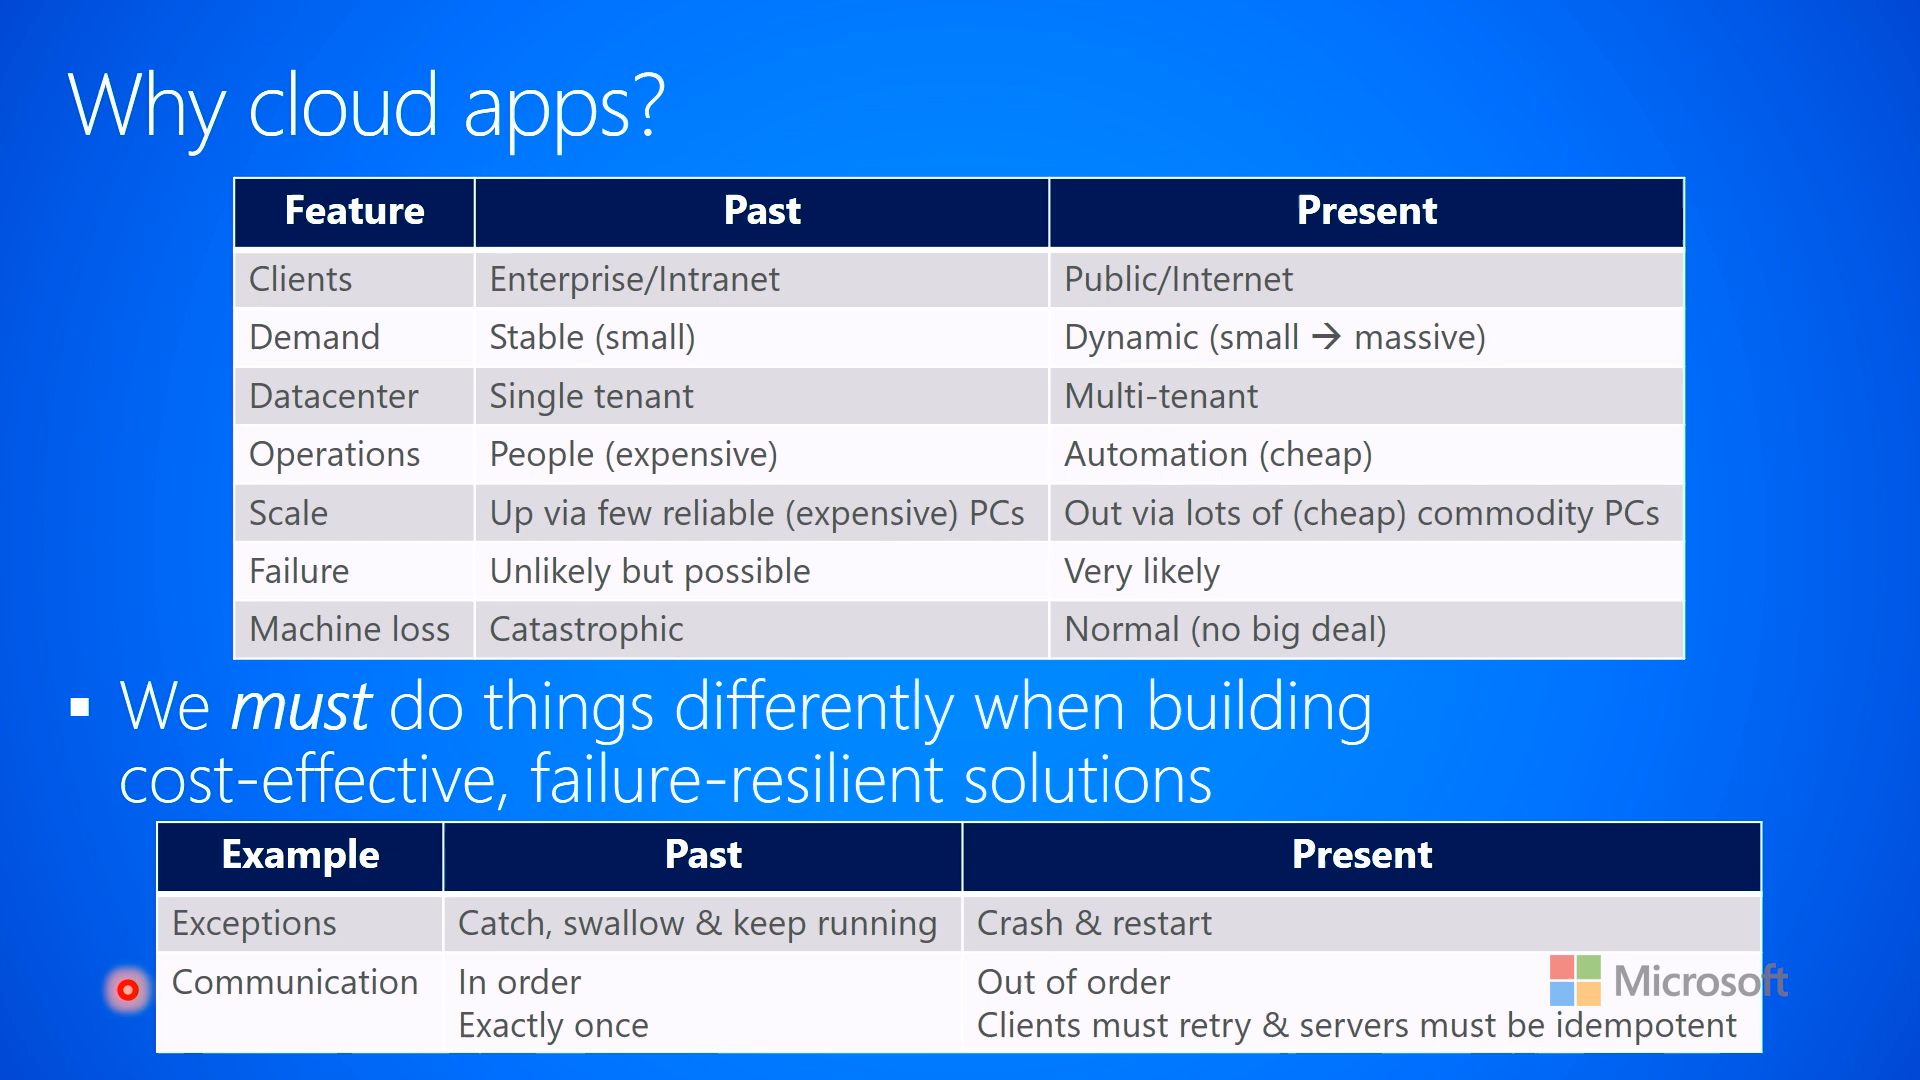 Why cloud apps?
Feature Past Present
Clients Enterprise/Intranet Public/Internet
Demand Stable (small) Dynamic (small → massive)
Datacenter Single tenant Multi-tenant
Operations People (expensive) Automation (cheap)
Scale Up via few reliable (expensive) PCs Out via lots of (cheap) commodity PCs
Failure Unlikely but possible Very likely
Machine loss Catastrophic Normal (no big deal)
▪ We must do things differently when building
cost-effective, failure-resilient solutions
Example Past Present
Exceptions Catch, swallow & keep running Crash & restart
Communication In order Out of order
Exactly once Clients must retry & servers must be idempotent
Microsoft